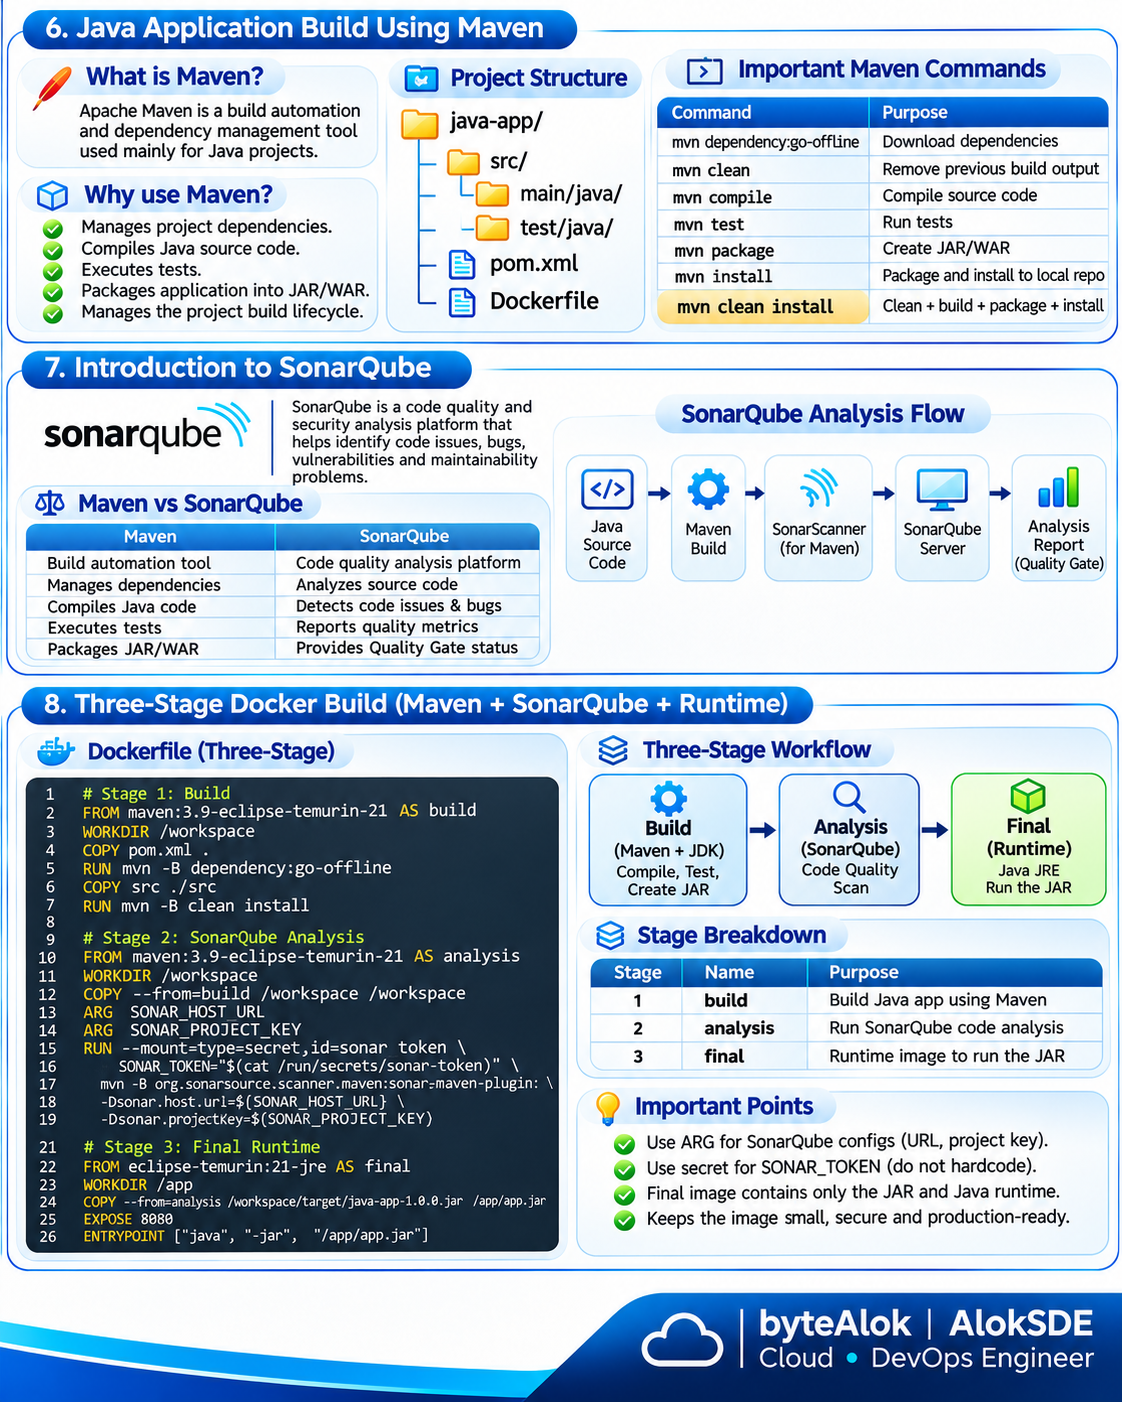 6. Java Application Build Using Maven
What is Maven?
Apache Maven is a build automation
and dependency management tool
used mainly for Java projects.
Why use Maven?
Manages project dependencies.
Compiles Java source code.
Executes tests.
Packages application into JAR/WAR.
Manages the project build lifecycle.
Project Structure
java-app/
src/
main/java/
test/java/
pom.xml
Dockerfile
Important Maven Commands
Command Purpose
mvn dependency:go-offline Download dependencies
mvn clean Remove previous build output
mvn compile Compile source code
mvn test Run tests
mvn package Create JAR/WAR
mvn install Package and install to local repo
mvn clean install Clean + build + package + install
7. Introduction to SonarQube
sonarqube
SonarQube is a code quality and
security analysis platform that
helps identify code issues, bugs,
vulnerabilities and maintainability
problems.
Maven vs SonarQube
Maven SonarQube
Build automation tool Code quality analysis platform
Manages dependencies Analyzes source code
Compiles Java code Detects code issues & bugs
Executes tests Reports quality metrics
Packages JAR/WAR Provides Quality Gate status
SonarQube Analysis Flow
Java
Source
Code
Maven
Build
SonarScanner
(for Maven)
SonarQube
Server
Analysis
Report
(Quality Gate)
8. Three-Stage Docker Build (Maven + SonarQube + Runtime)
Dockerfile (Three-Stage)
1 # Stage 1: Build
2 FROM maven:3.9-eclipse-temurin-21 AS build
3 WORKDIR /workspace
4 COPY pom.xml .
5 RUN mvn -B dependency:go-offline
6 COPY src ./src
7 RUN mvn -B clean install
8
9 # Stage 2: SonarQube Analysis
10 FROM maven:3.9-eclipse-temurin-21 AS analysis
11 WORKDIR /workspace
12 COPY --from=build /workspace /workspace
13 ARG SONAR_HOST_URL
14 ARG SONAR_PROJECT_KEY
15 RUN --mount=type=secret,id=sonar token \
16 SONAR_TOKEN="$(cat /run/secrets/sonar-token)" \
17 mvn -B org.sonarsource.scanner.maven:sonar-maven-plugin: \
18 -Dsonar.host.url=${SONAR_HOST_URL} \
19 -Dsonar.projectKey=$(SONAR_PROJECT_KEY)
21 # Stage 3: Final Runtime
22 FROM eclipse-temurin:21-jre AS final
23 WORKDIR /app
24 COPY --from=analysis /workspace/target/java-app-1.0.0.jar /app/app.jar
25 EXPOSE 8080
26 ENTRYPOINT ["java", "-jar", "/app/app.jar"]
Three-Stage Workflow
Build
(Maven + JDK)
Compile, Test,
Create JAR
Analysis
(SonarQube)
Code Quality
Scan
Final
(Runtime)
Java JRE
Run the JAR
Stage Breakdown
Stage Name Purpose
1 build Build Java app using Maven
2 analysis Run SonarQube code analysis
3 final Runtime image to run the JAR
Important Points
Use ARG for SonarQube configs (URL, project key).
Use secret for SONAR_TOKEN (do not hardcode).
Final image contains only the JAR and Java runtime.
Keeps the image small, secure and production-ready.
byteAlok | AlokSDE
Cloud • DevOps Engineer